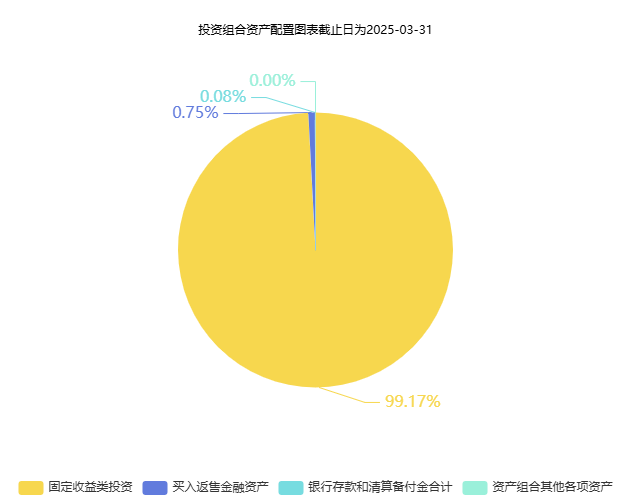 投资组合资产配置图表截止日为2025-03-31
0.00%
0.08%
0.75%
99.17%
固定收益类投资 买入返售金融资产 银行存款和清算备付金合计 资产组合其他各项资产